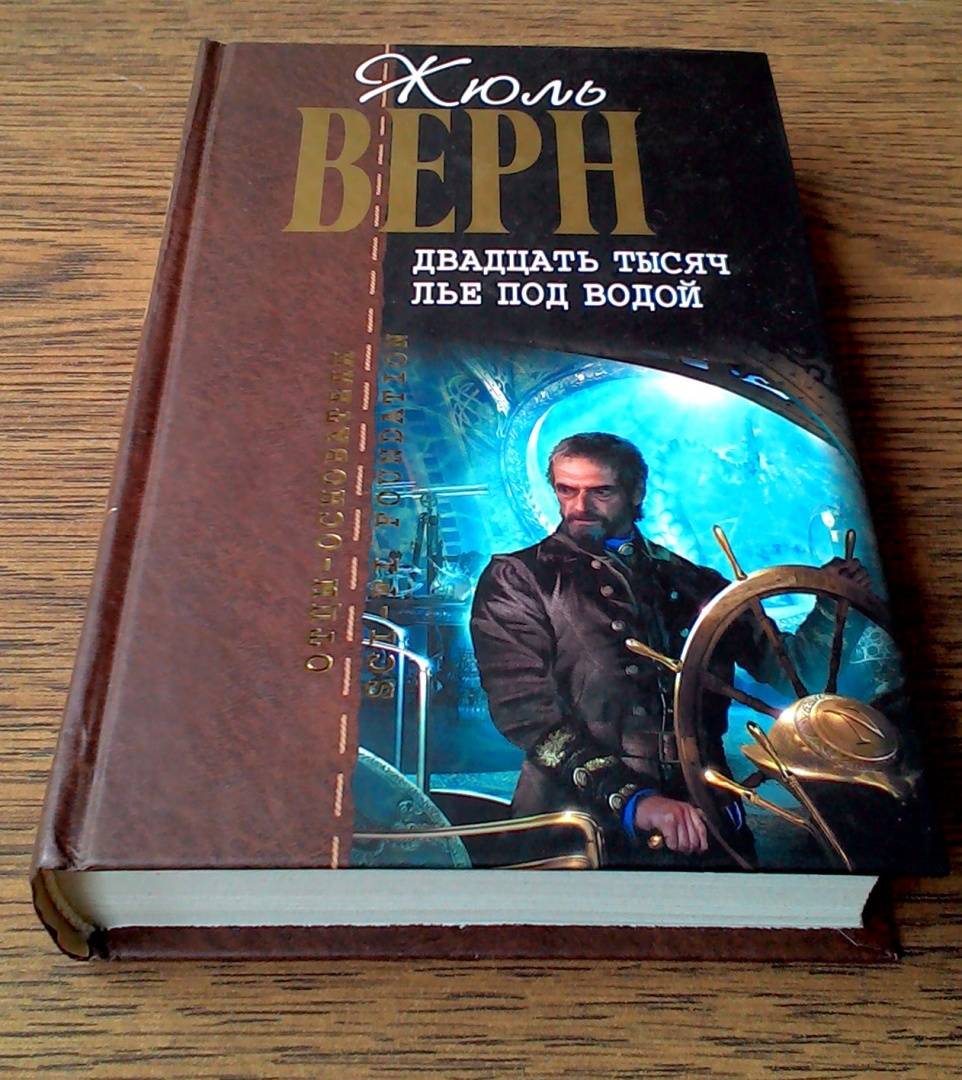 Жюль
ВЕРН
ДВАДЦАТЬ ТЫСЯЧ
ЛЬЕ ПОД ВОДОЙ
ОТЦЫ-ОСНОВАТЕЛИ
SCI-FI FOUNDATION